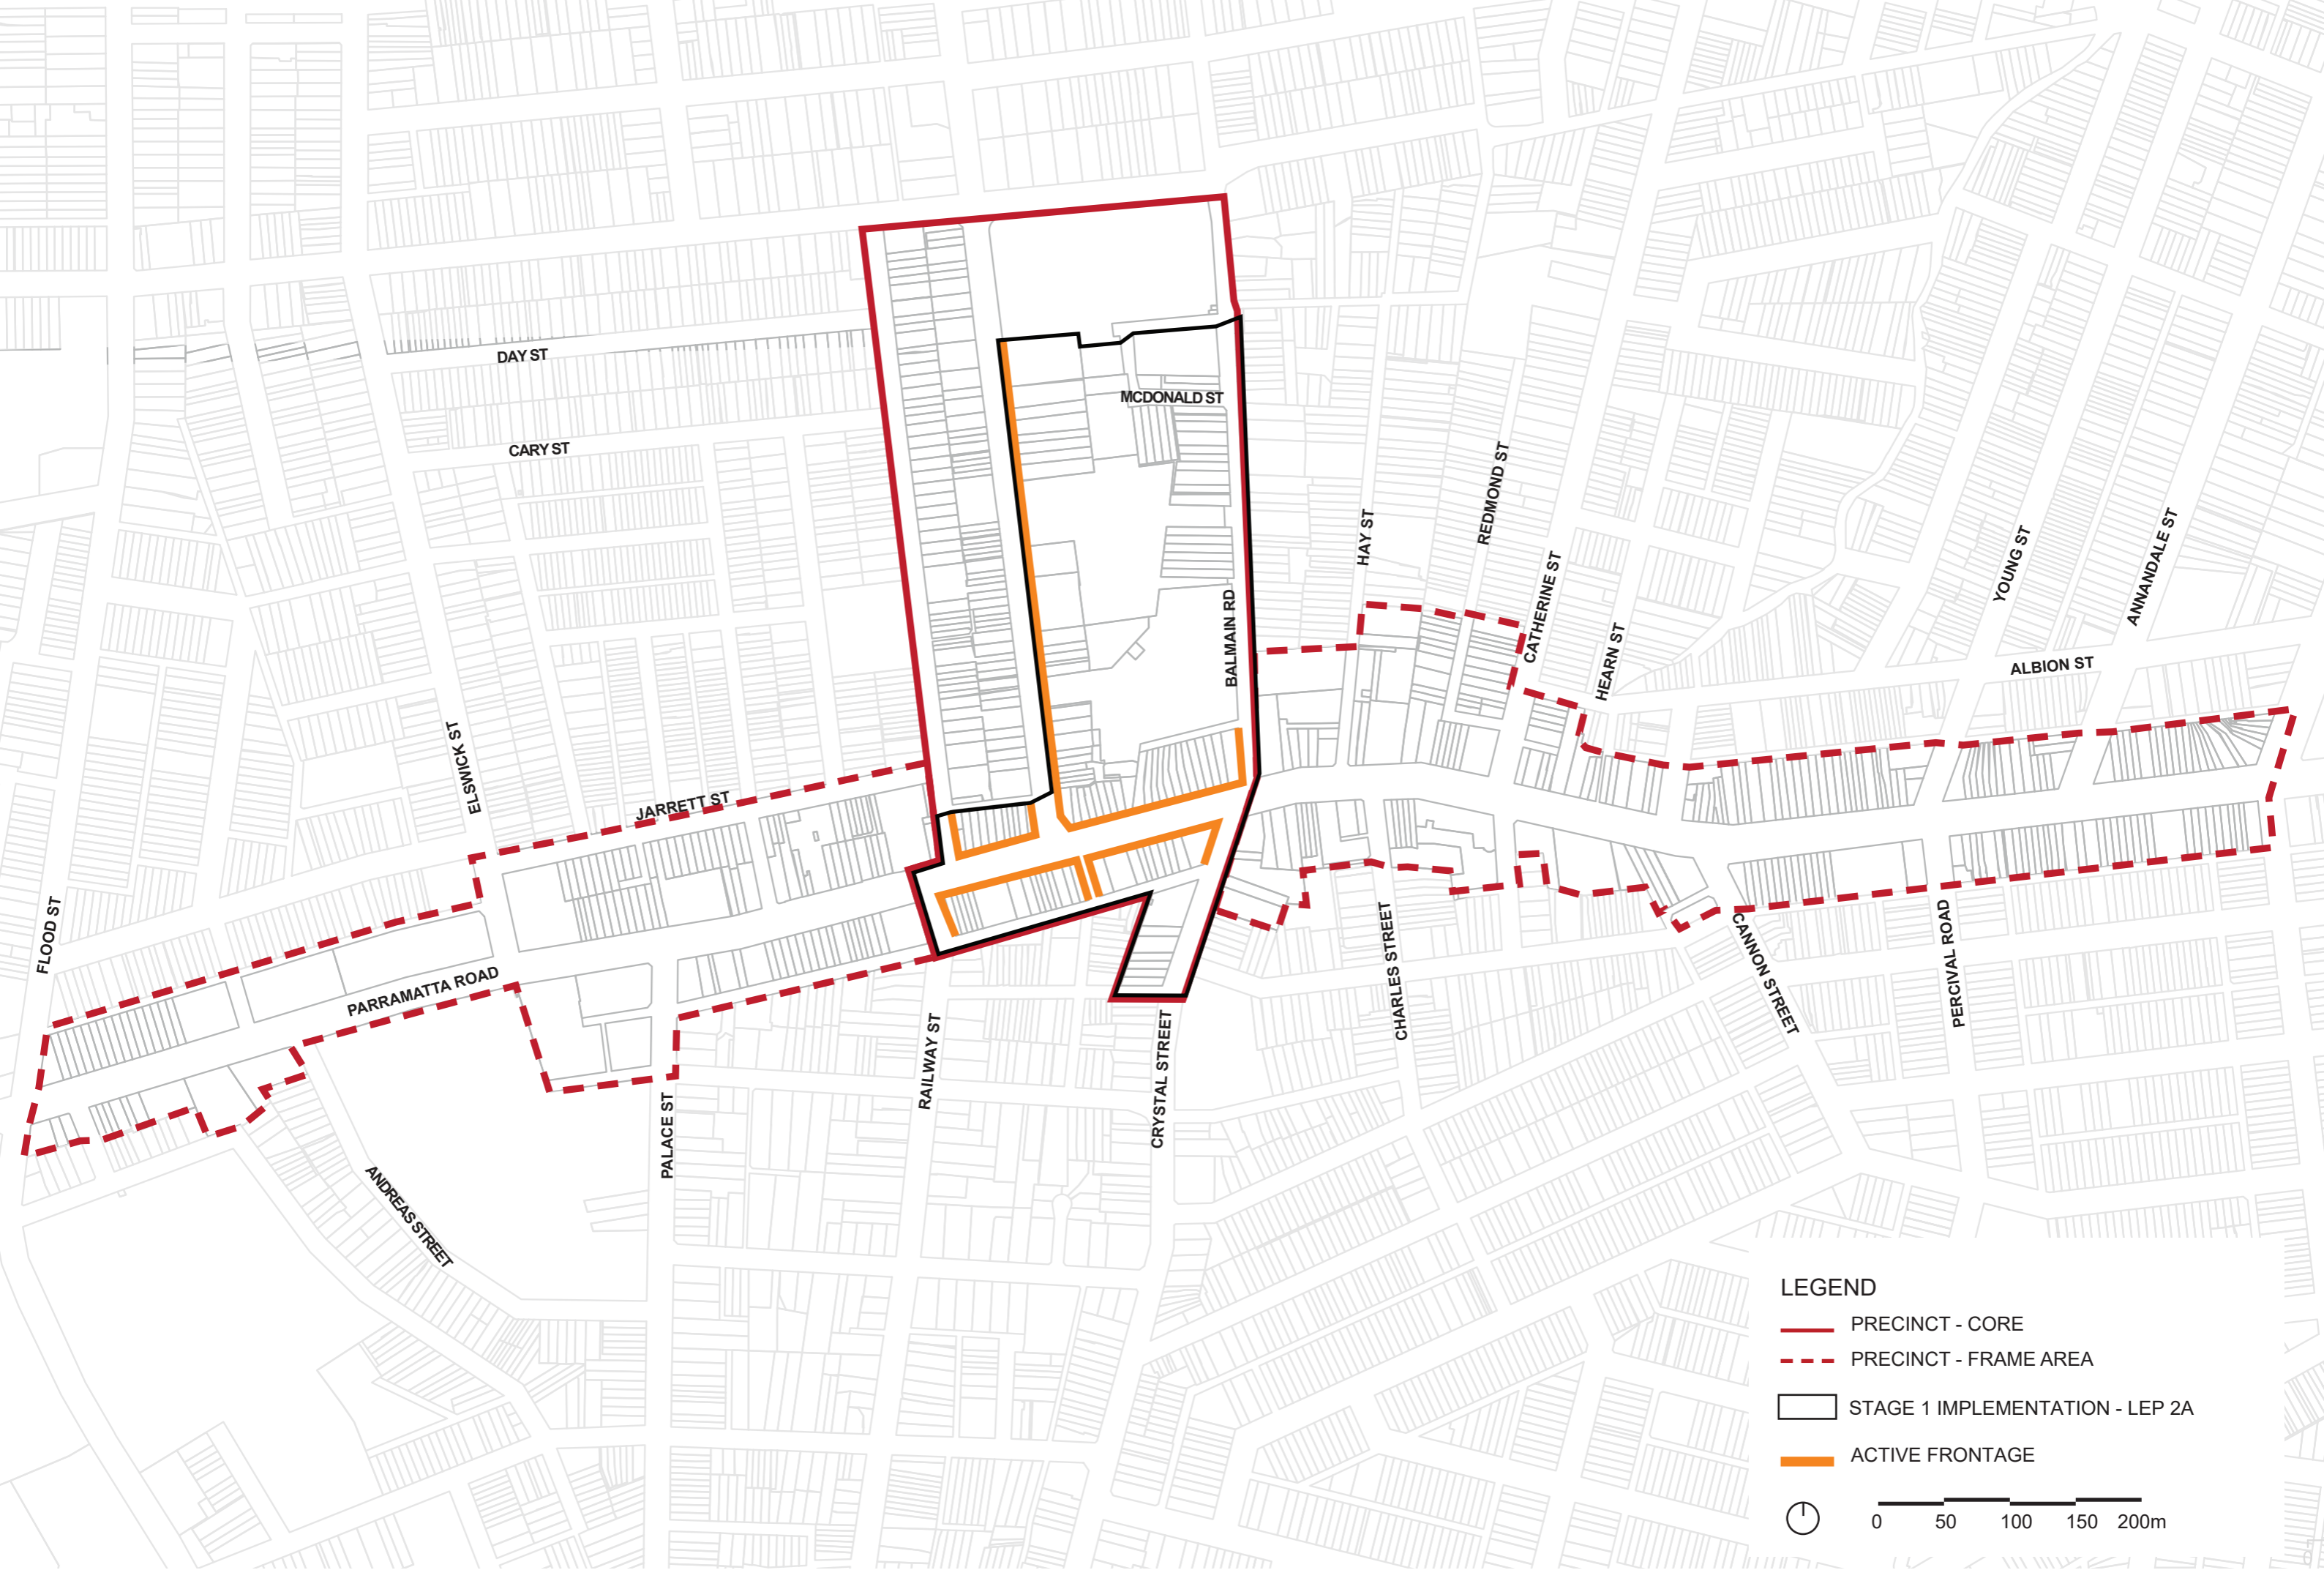 DAY ST
MCDONALD ST
CARY ST
REDMOND ST
HAY ST
YOUNG ST
ANNANDALE ST
CATHERINE ST
BALMAIN RD
HEARN ST
ALBION ST
ELSWICK ST
JARRETT ST
FLOOD ST
PARRAMATTA ROAD
CHARLES STREET
CANNON STREET
PERCIVAL ROAD
RAILWAY ST
CRYSTAL STREET
PALACE ST
ANDREAS STREET
LEGEND
PRECINCT - CORE
PRECINCT - FRAME AREA
STAGE 1 IMPLEMENTATION - LEP 2A
ACTIVE FRONTAGE
0 50 100 150 200m